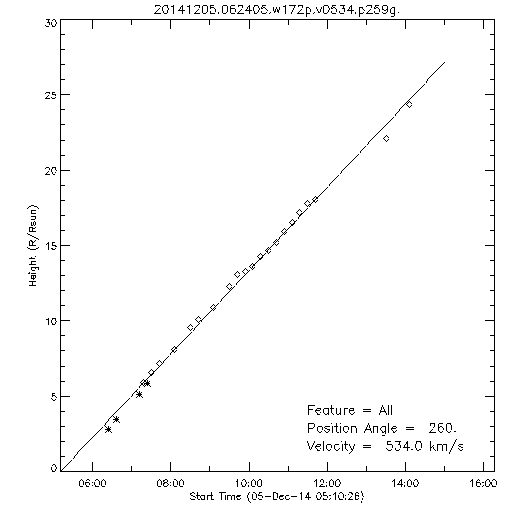 20141205.062405.w172p.v0534.p259g.
30
25
20
15
10
5
0
Height (R/Rsun)
Feature = All
Position Angle = 260.
Velocity = 534.0 km/s
06:00 08:00 10:00 12:00 14:00 16:00
Start Time (05-Dec-14 05:10:28)